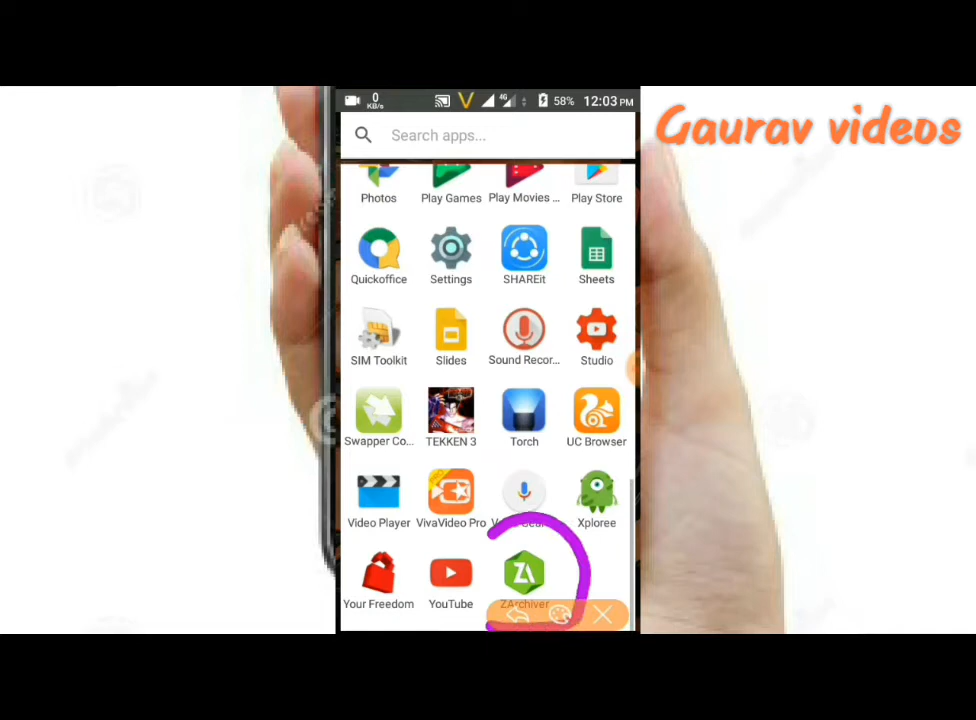 0
KB/s
4G
58%
12:03 PM
Gaurav videos
Search apps...
Photos
Play Games
Play Movies ...
Play Store
Quickoffice
Settings
SHAREit
Sheets
SIM Toolkit
Slides
Sound Recor...
Studio
Swapper Co...
TEKKEN 3
Torch
UC Browser
Video Player
VivaVideo Pro
Xploree
Your Freedom
YouTube
ZArchiver